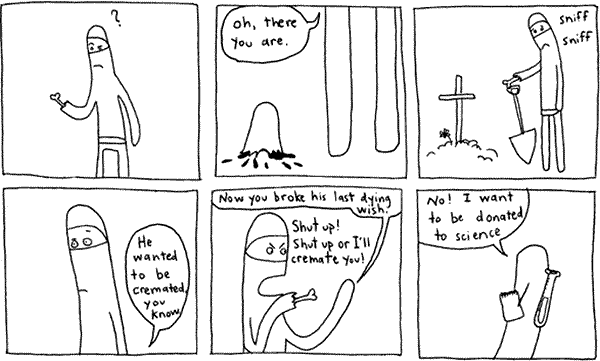 ?
Oh, there
you are.
sniff
sniff
He
wanted
to be
cremated,
you
know.
Now you broke his last dying
wish.
Shut up!
Shut up or I'll
cremate you!
No! I want
to be donated
to science